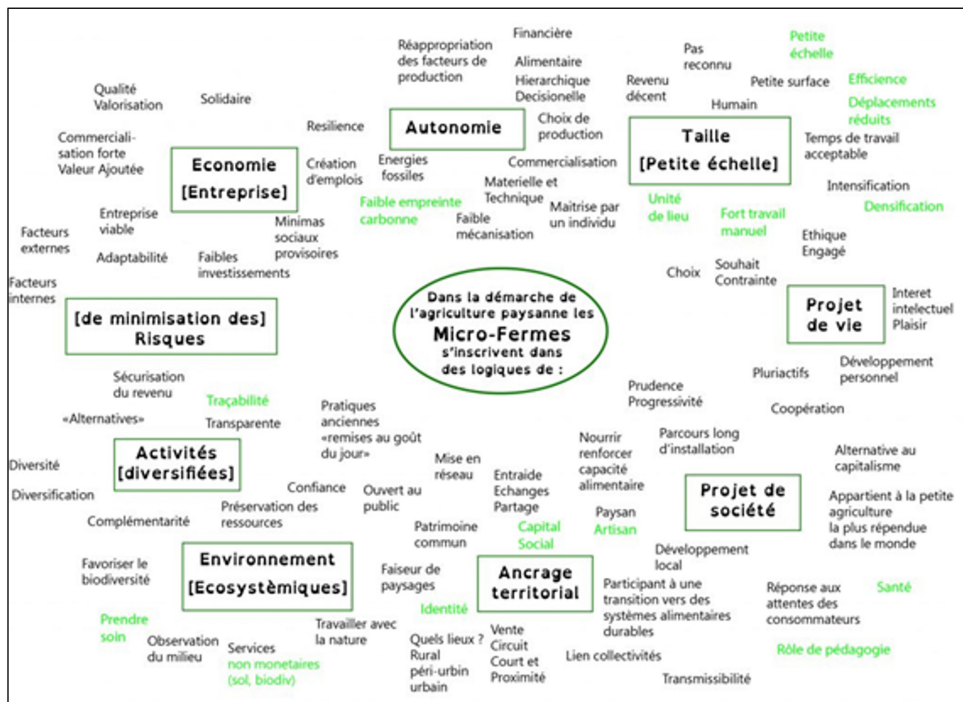 Financière
Réappropriation
des facteurs de
production
Alimentaire
Hierarchique
Decisionelle
Choix de
production
Autonomie
Resilience
Energies
fossiles
Commercialisation
Materielle et
Technique
Faible empreinte
carbonne
Faible
mécanisation
Maitrise par
un individu
Pas
reconnu
Petite
échelle
Revenu
décent
Petite surface
Efficience
Humain
Déplacements
réduits
Taille
[Petite échelle]
Temps de travail
acceptable
Intensification
Densification
Unité
de lieu
Fort travail
manuel
Qualité
Valorisation
Solidaire
Commerciali-
sation forte
Valeur Ajoutée
Economie
[Entreprise]
Création
d'emplois
Entreprise
viable
Minimas
sociaux
provisoires
Facteurs
externes
Adaptabilité
Faibles
investissements
Facteurs
internes
[de minimisation des]
Risques
Sécurisation
du revenu
Dans la démarche de
l'agriculture paysanne les
Micro-Fermes
s'inscrivent dans
des logiques de :
Ethique
Engagé
Choix
Souhait
Contrainte
Projet
de vie
Interet
intelectuel
Plaisir
Développement
personnel
Pluriactifs
Coopération
Prudence
Progressivité
Traçabilité
«Alternatives»
Transparente
Activités
[diversifiées]
Diversité
Diversification
Complémentarité
Confiance
Préservation des
ressources
Pratiques
anciennes
«remises au goût
du jour»
Ouvert au
public
Mise en
réseau
Entraide
Echanges
Partage
Nourrir
renforcer
capacité
alimentaire
Parcours long
d'installation
Projet de
société
Alternative au
capitalisme
Appartient à la petite
agriculture
la plus répendue
dans le monde
Paysan
Artisan
Capital
Social
Patrimoine
commun
Développement
local
Environnement
[Ecosystèmiques]
Favoriser le
biodiversité
Faiseur de
paysages
Prendre
soin
Observation
du milieu
Services
non monetaires
(sol, biodiv)
Travailler avec
la nature
Ancrage
territorial
Identité
Quels lieux ?
Rural
péri-urbin
urbain
Vente
Circuit
Court et
Proximité
Participant à une
transition vers des
systèmes alimentaires
durables
Lien collectivités
Réponse aux
attentes des
consommateurs
Santé
Rôle de pédagogie
Transmissibilité